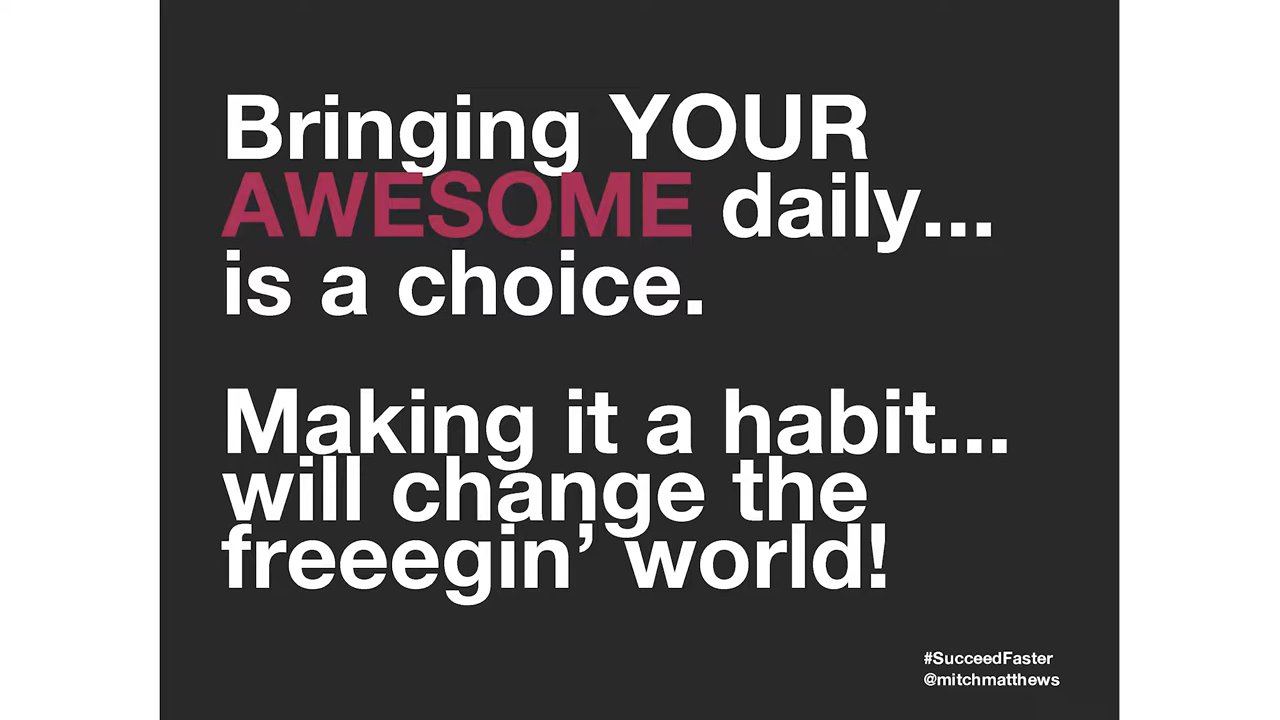 Bringing YOUR
AWESOME daily...
is a choice.
Making it a habit...
will change the
freeegin’ world!
#SucceedFaster
@mitchmatthews